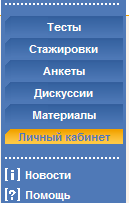 Тесты
Стажировки
Анкеты
Дискуссии
Материалы
Личный кабинет
[i] Новости
[?] Помощь